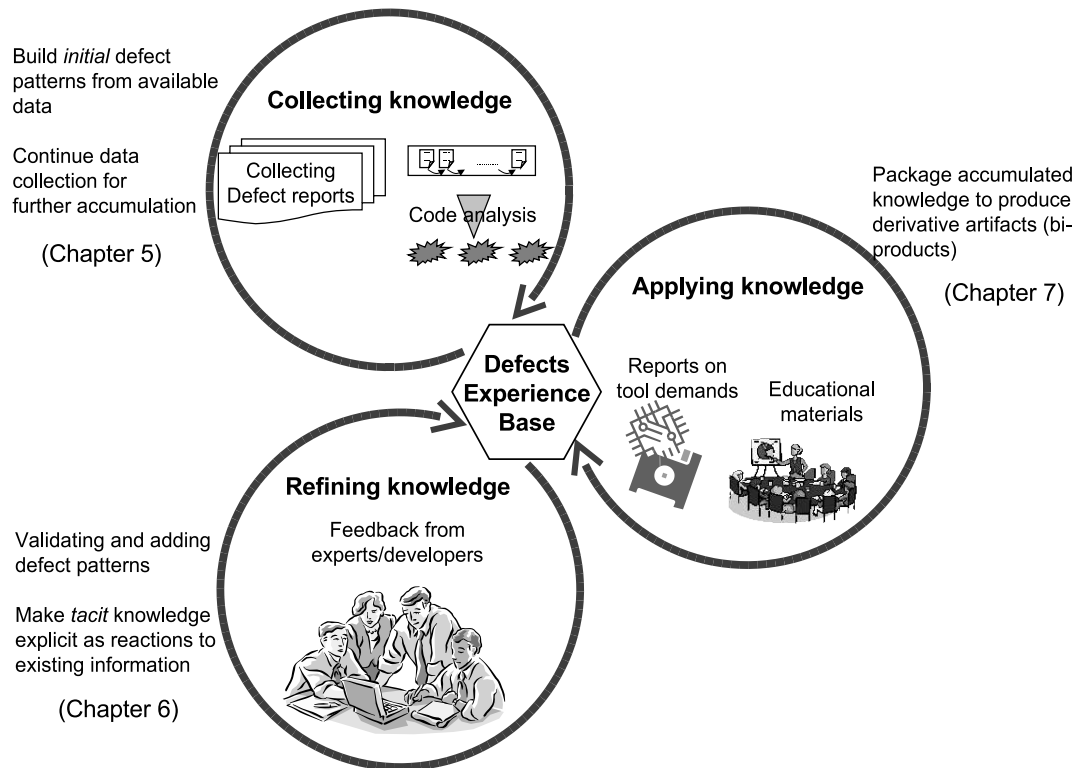 Build initial defect
patterns from available
data
Continue data
collection for
further accumulation
(Chapter 5)
Collecting knowledge
Collecting
Defect reports
Code analysis
Package accumulated
knowledge to produce
derivative artifacts (bi-
products)
(Chapter 7)
Applying knowledge
Reports on
tool demands
Educational
materials
Defects
Experience
Base
Refining knowledge
Feedback from
experts/developers
Validating and adding
defect patterns
Make tacit knowledge
explicit as reactions to
existing information
(Chapter 6)